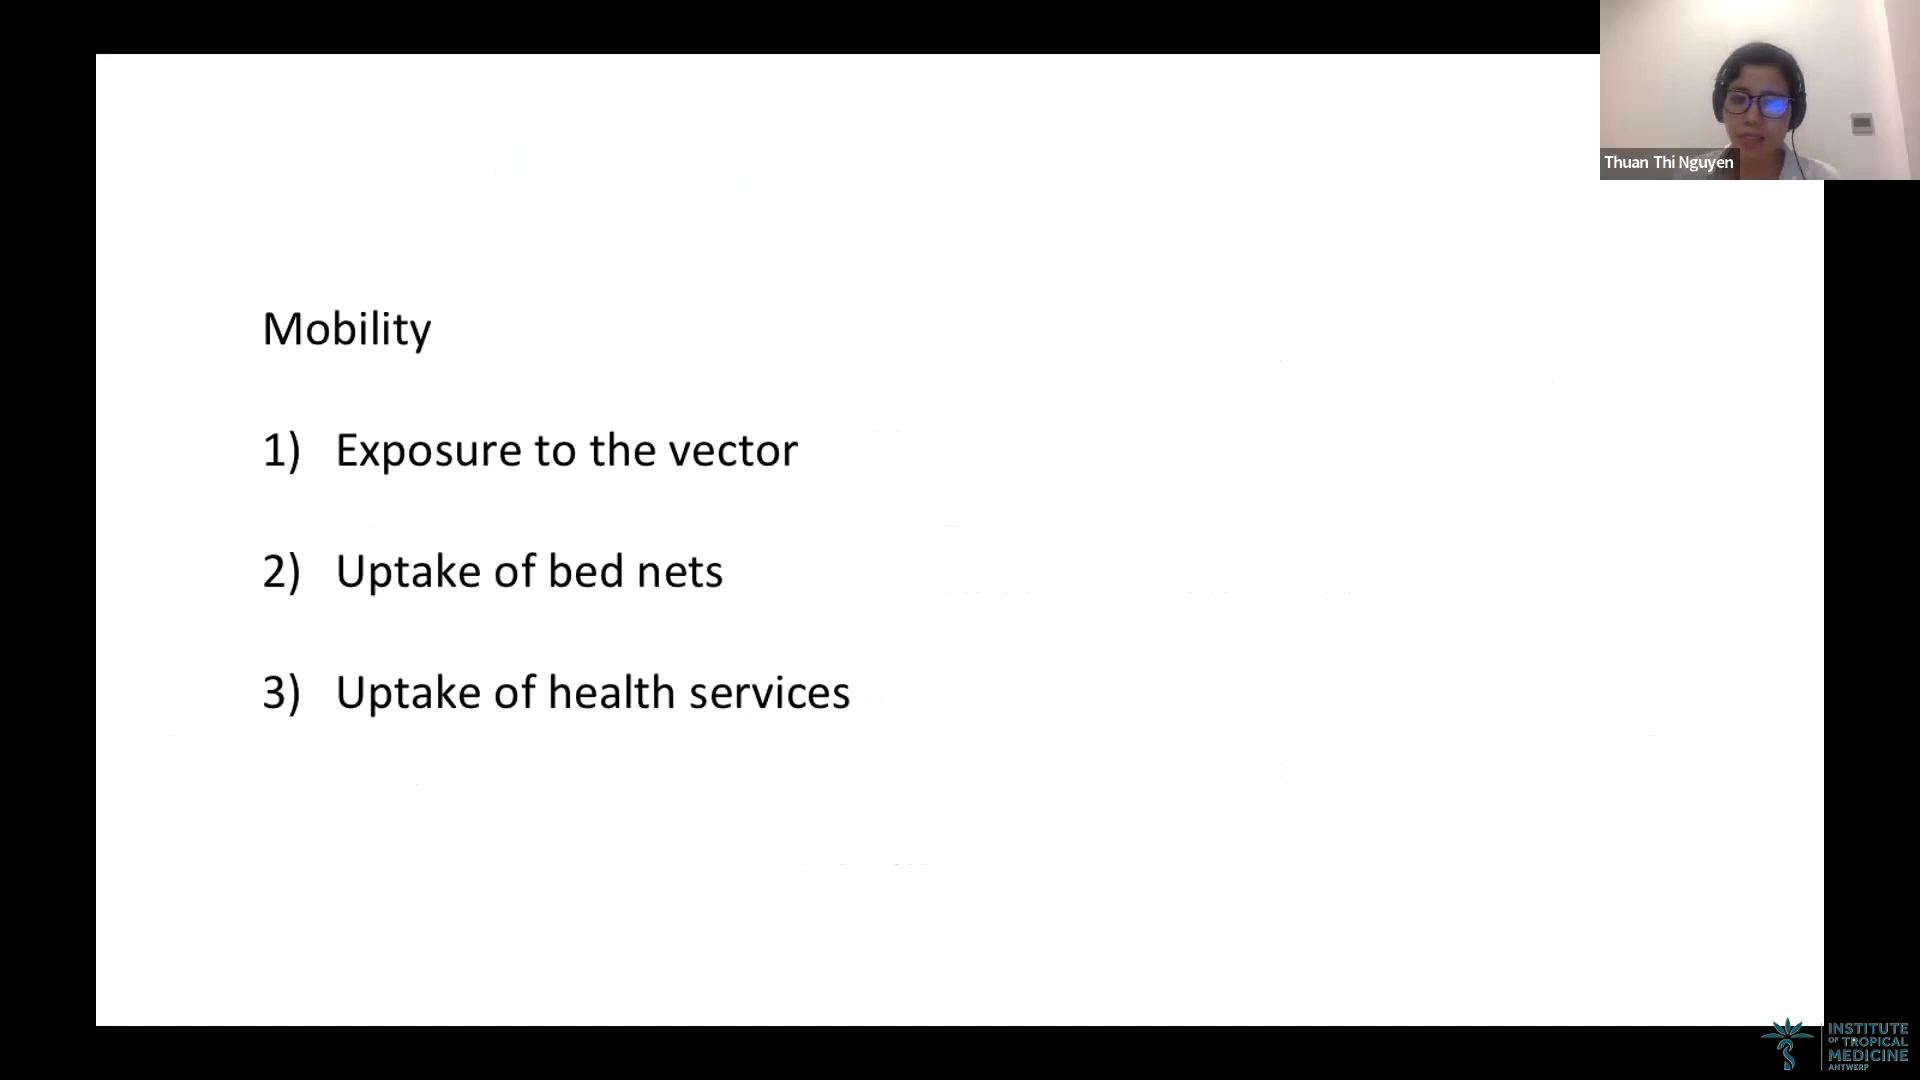 Thuan Thi Nguyen
Mobility
1) Exposure to the vector
2) Uptake of bed nets
3) Uptake of health services
INSTITUTE
OF TROPICAL
MEDICINE
ANTWERP